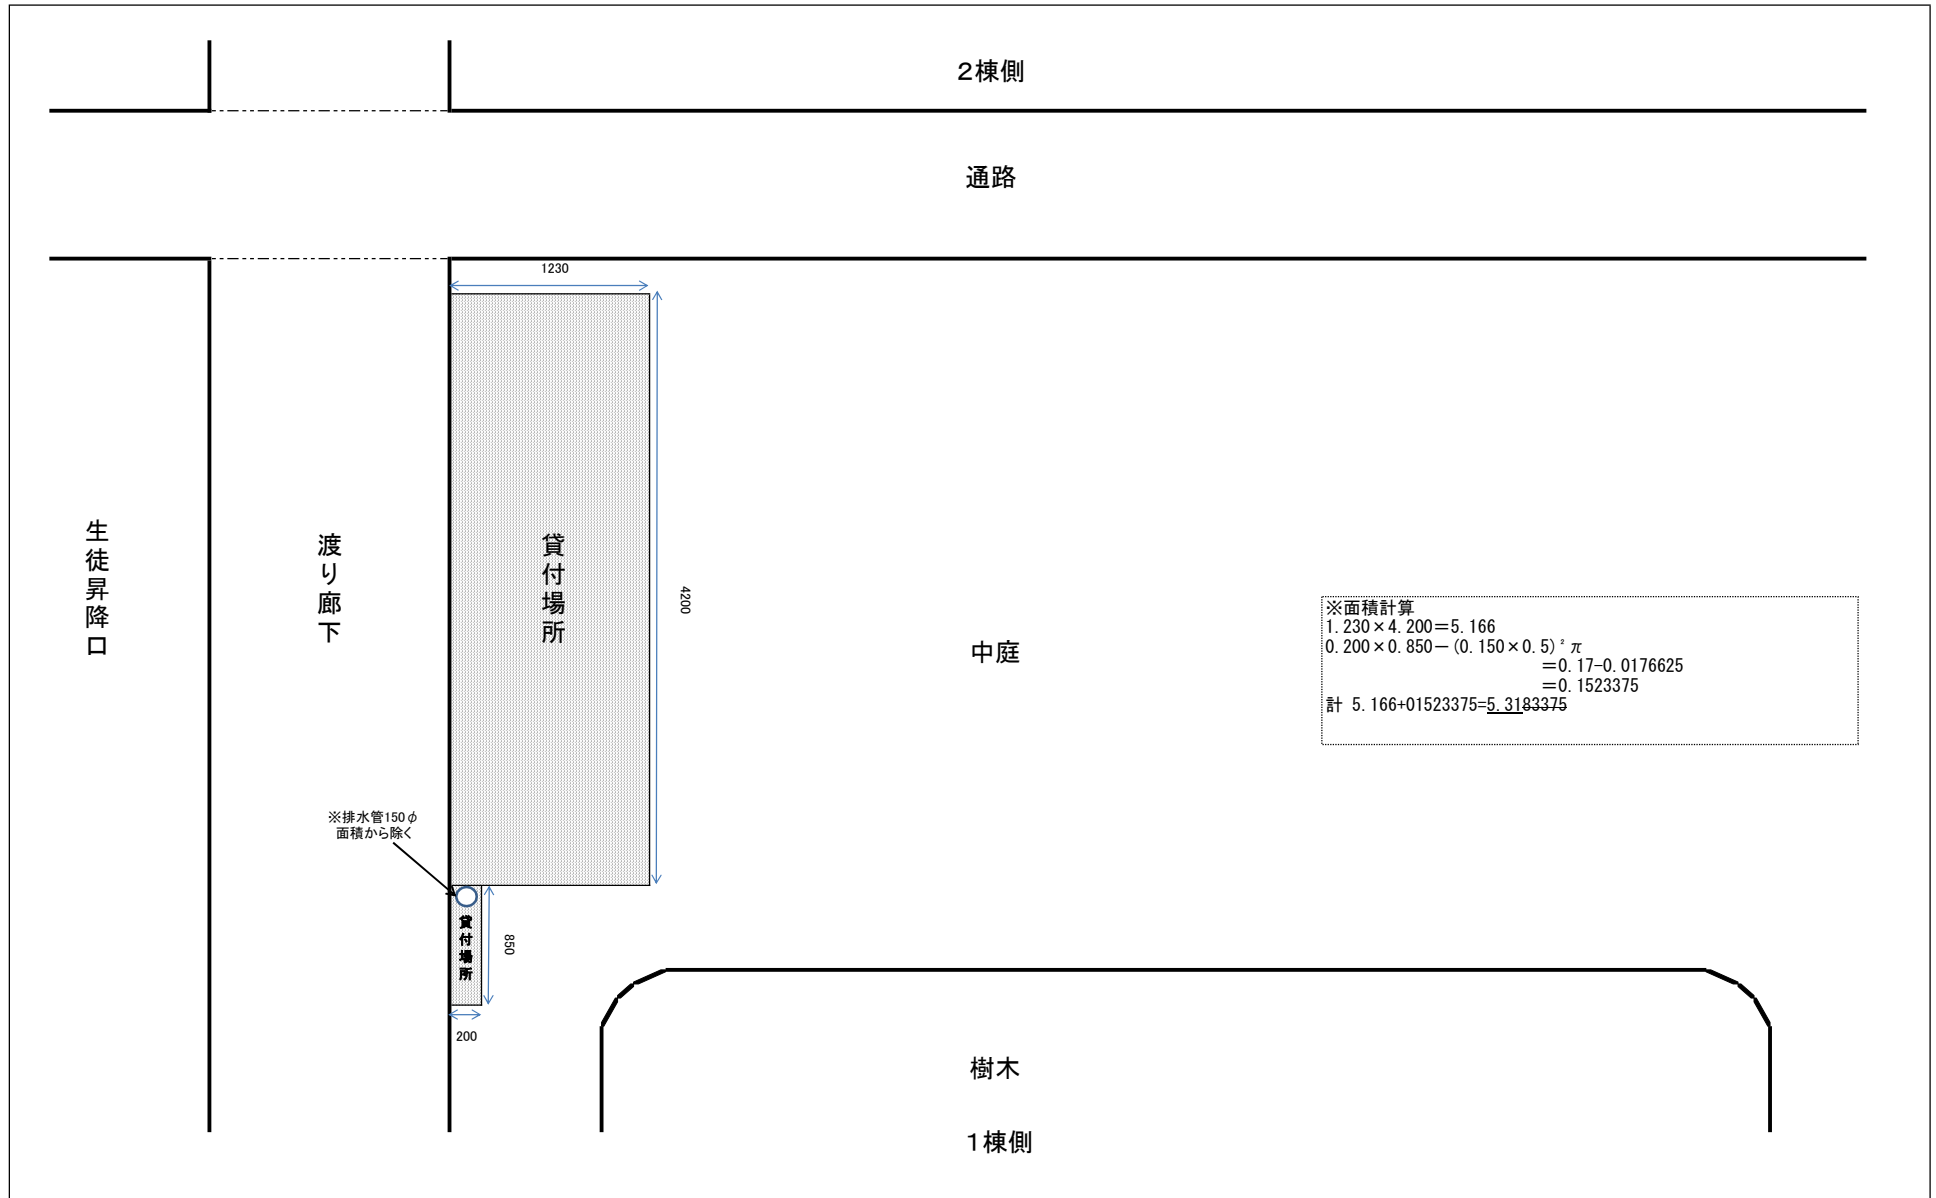 2棟側
通路
1230
生徒昇降口
渡り廊下
貸付場所
4200
中庭
※面積計算
1.230×4.200＝5.166
0.200×0.850－(0.150×0.5)²π
＝0.17-0.0176625
＝0.1523375
計 5.166+01523375=5.3183375
※排水管150φ
面積から除く
貸付場所
850
200
樹木
1棟側